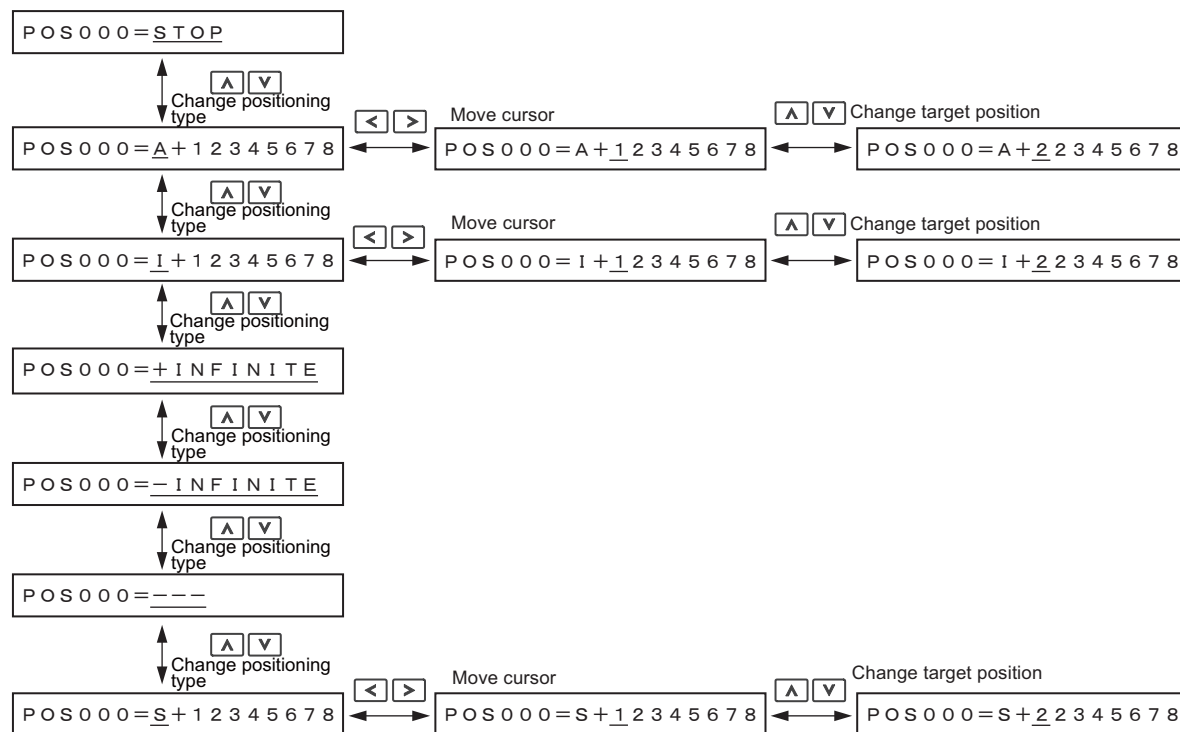 POS000=STOP
∧ ∨
Change positioning
type
< > Move cursor
∧ ∨ Change target position
POS000=A+12345678
POS000=A+12345678
POS000=A+22345678
∧ ∨
Change positioning
type
< > Move cursor
∧ ∨ Change target position
POS000=I+12345678
POS000=I+12345678
POS000=I+22345678
∧ ∨
Change positioning
type
POS000=+INFINITE
∧ ∨
Change positioning
type
POS000=-INFINITE
∧ ∨
Change positioning
type
POS000=---
∧ ∨
Change positioning
type
< > Move cursor
∧ ∨ Change target position
POS000=S+12345678
POS000=S+12345678
POS000=S+22345678